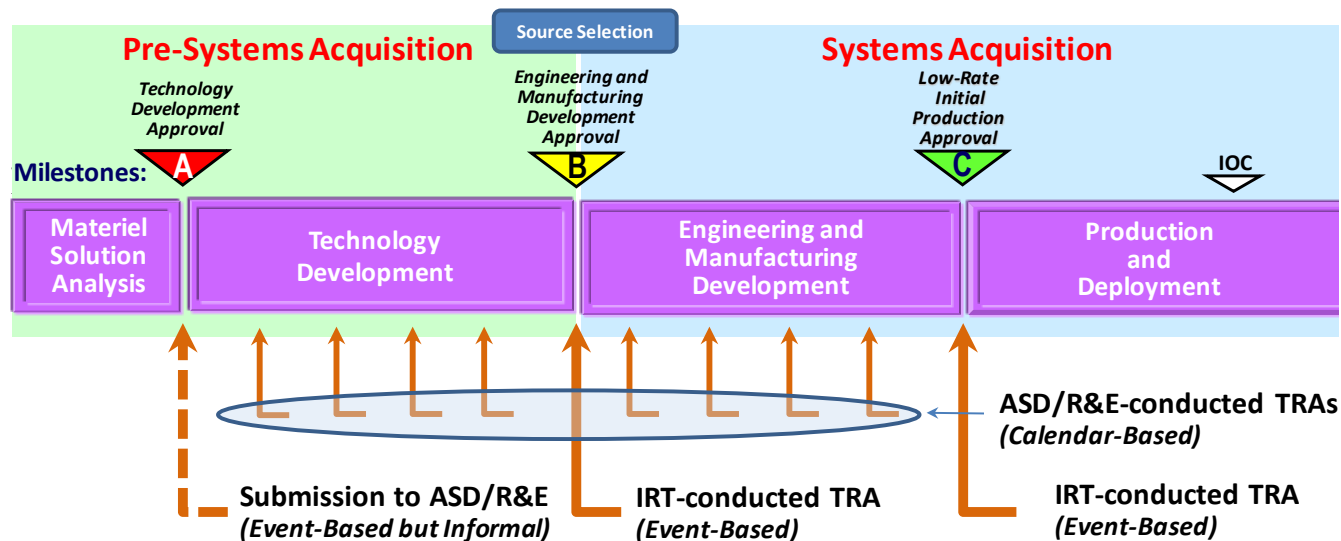 Source Selection
Pre-Systems Acquisition
Systems Acquisition
Technology
Development
Approval
Engineering and
Manufacturing
Development
Approval
Low-Rate
Initial
Production
Approval
Milestones:
A
B
C
IOC
Materiel
Solution
Analysis
Technology
Development
Engineering and
Manufacturing
Development
Production
and
Deployment
ASD/R&E-conducted TRAs
(Calendar-Based)
Submission to ASD/R&E
(Event-Based but Informal)
IRT-conducted TRA
(Event-Based)
IRT-conducted TRA
(Event-Based)